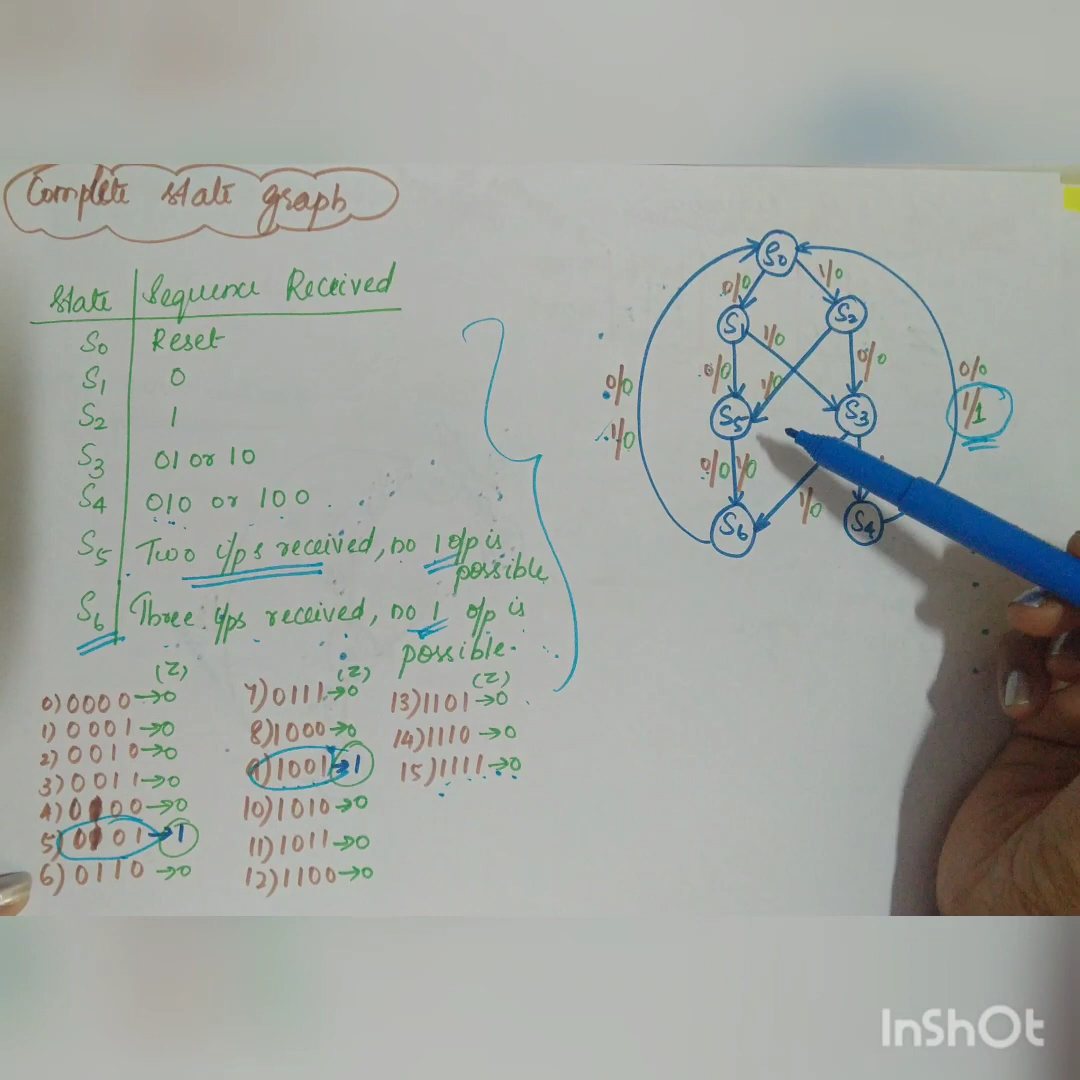 Complete state graph
State Sequence Received
S0 Reset
S1 0
S2 1
S3 01 or 10
S4 010 or 100
S5 Two i/ps received, no 1 o/p is
possible
S6 Three i/ps received, no 1 o/p is
possible.
(Z) (Z) (Z)
0) 0000 → 0
1) 0001 → 0
2) 0010 → 0
3) 0011 → 0
4) 0100 → 0
5) 0101 → 1
6) 0110 → 0
7) 0111 → 0
8) 1000 → 0
9) 1001 → 1
10) 1010 → 0
11) 1011 → 0
12) 1100 → 0
13) 1101 → 0
14) 1110 → 0
15) 1111 → 0
S0
0/0 1/0
S1 S2
1/0
0/0 1/0 0/0
S5 S3
0/0 1/0
1/0
S6 S4
0/0
1/0
0/0
1/1
InShOt